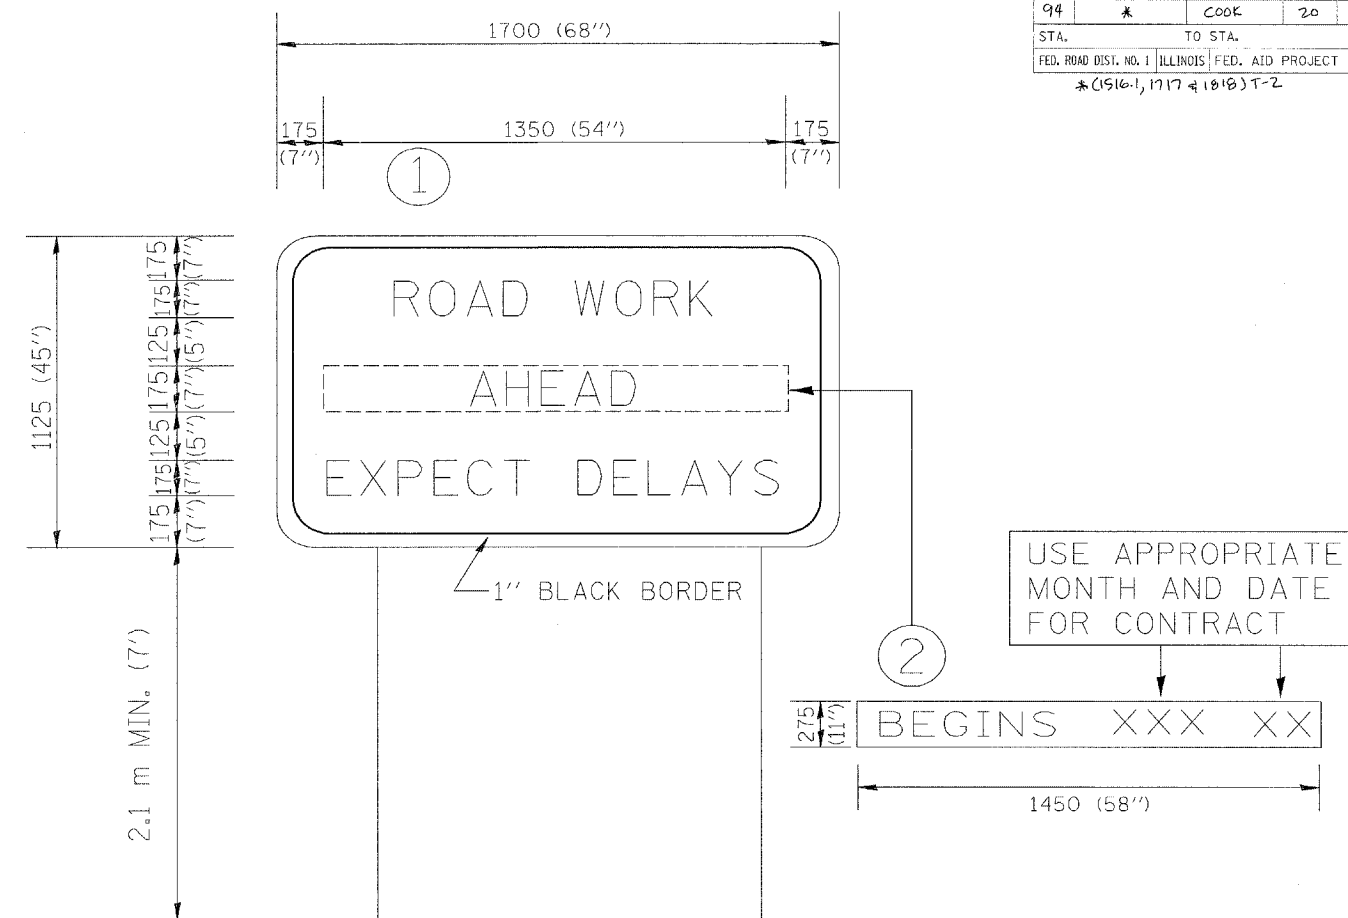 94 * COOK 20
STA. TO STA.
FED. ROAD DIST. NO. 1 ILLINOIS FED. AID PROJECT
*(1516.1, 1717 & 1818) T-2
1700 (68")
175 (7")
1350 (54")
175 (7")
1
1125 (45")
175 (7")
175 (7")
125 (5")
175 (7")
125 (5")
175 (7")
175 (7")
ROAD WORK
AHEAD
EXPECT DELAYS
1" BLACK BORDER
2.1 m MIN. (7')
USE APPROPRIATE
MONTH AND DATE
FOR CONTRACT
2
275 (11")
BEGINS XXX XX
1450 (58")